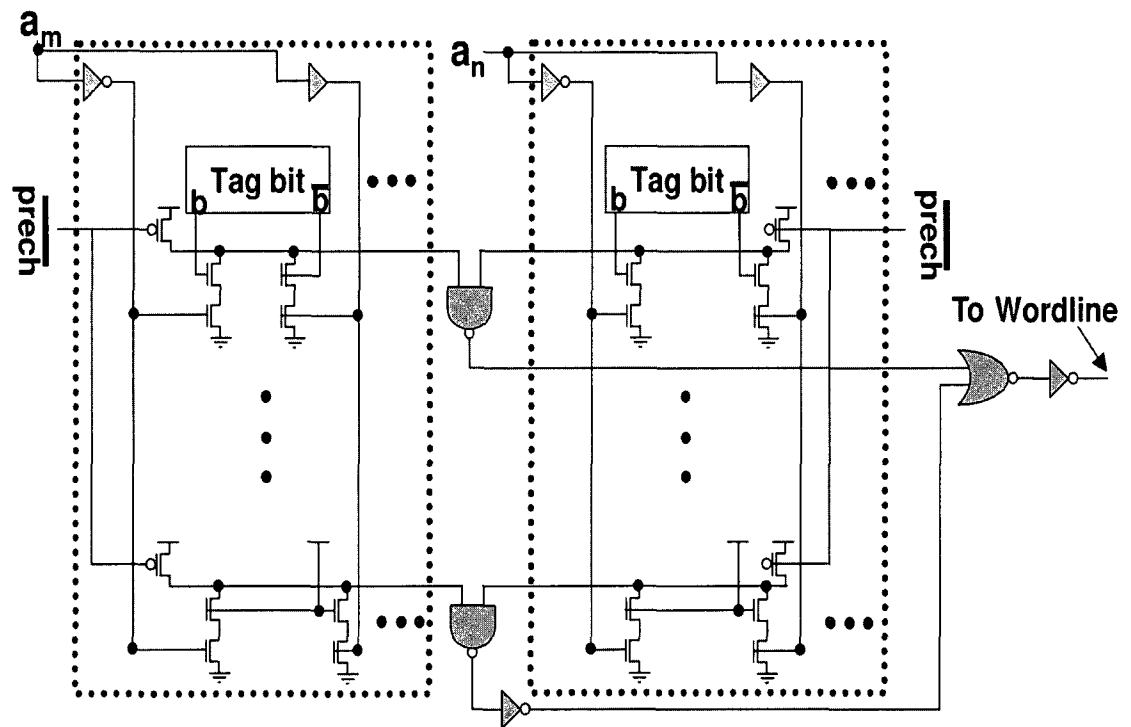 a_m
a_n
Tag bit
b b̅
Tag bit
b b̅
prech
prech
To Wordline